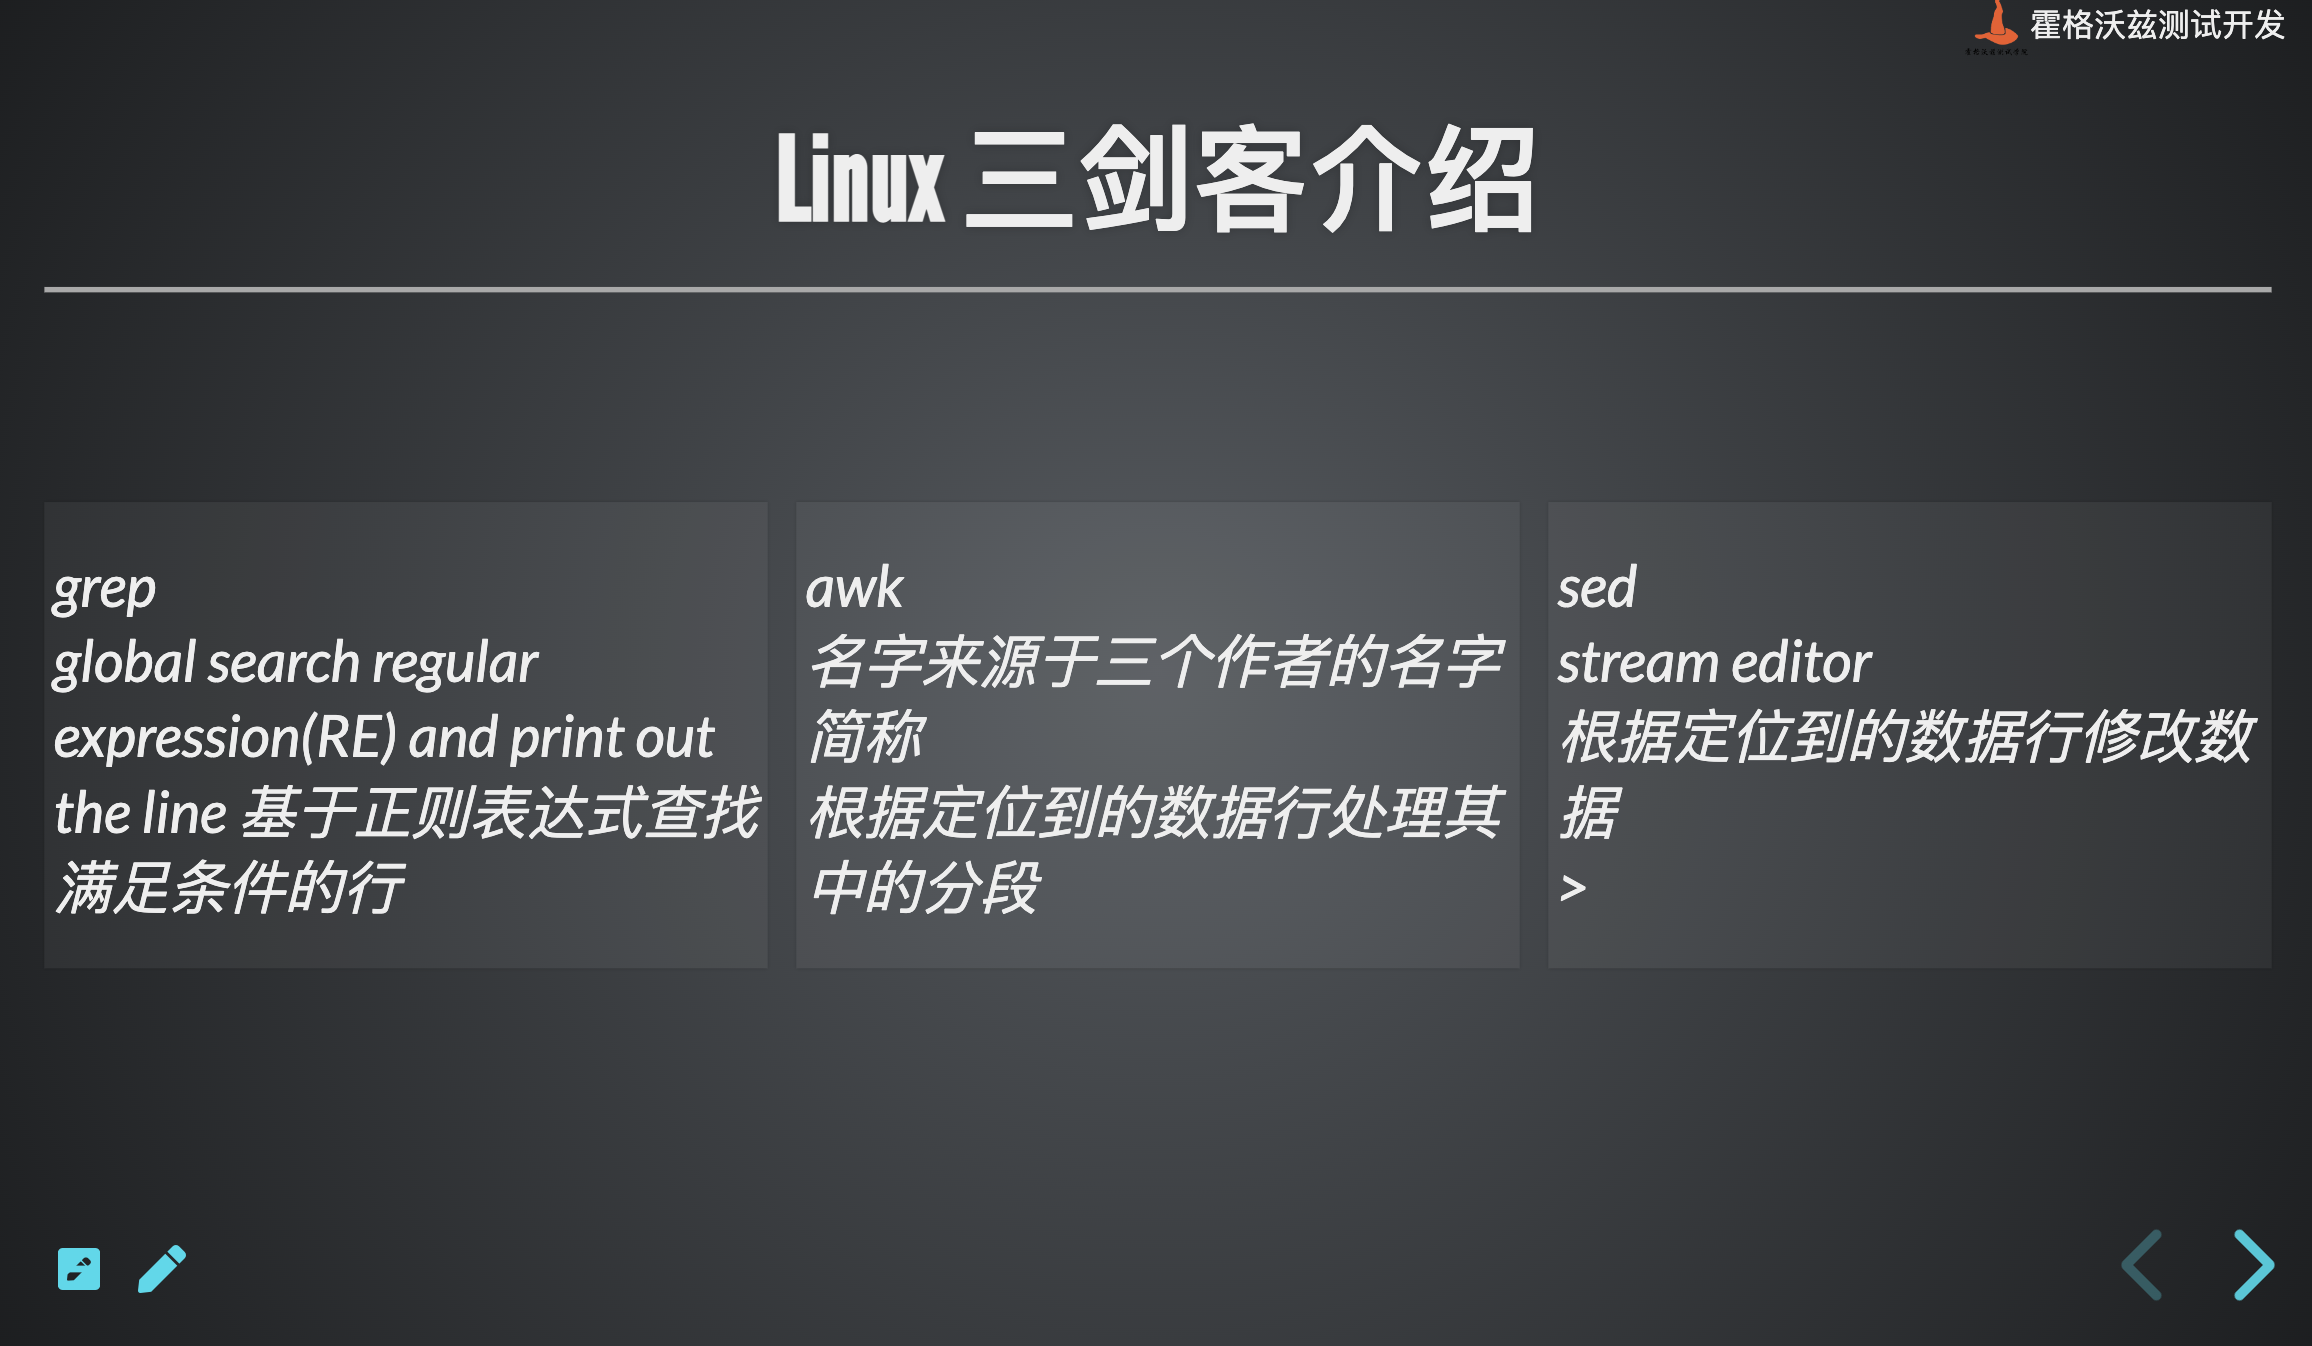 霍格沃兹测试开发
Linux 三剑客介绍
grep
global search regular
expression(RE) and print out
the line 基于正则表达式查找
满足条件的行
awk
名字来源于三个作者的名字
简称
根据定位到的数据行处理其
中的分段
sed
stream editor
根据定位到的数据行修改数
据
>